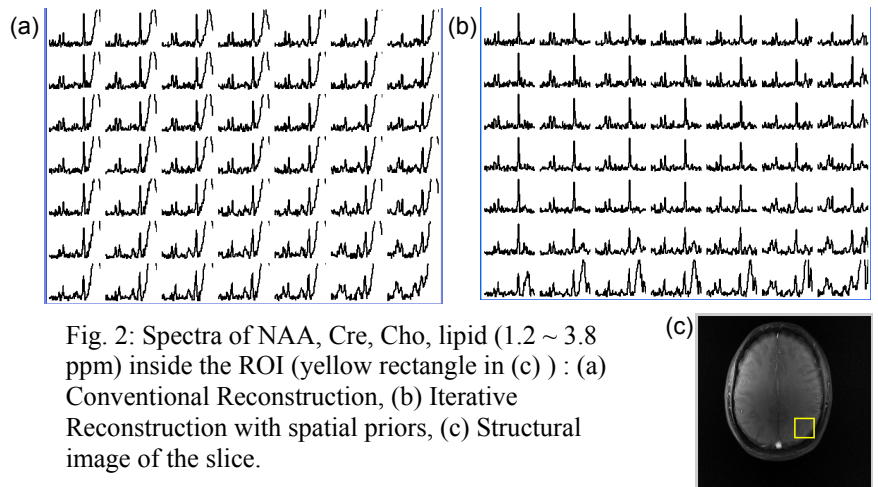 (a)
(b)
Fig. 2: Spectra of NAA, Cre, Cho, lipid (1.2 ~ 3.8
ppm) inside the ROI (yellow rectangle in (c) ) : (a)
Conventional Reconstruction, (b) Iterative
Reconstruction with spatial priors, (c) Structural
image of the slice.
(c)